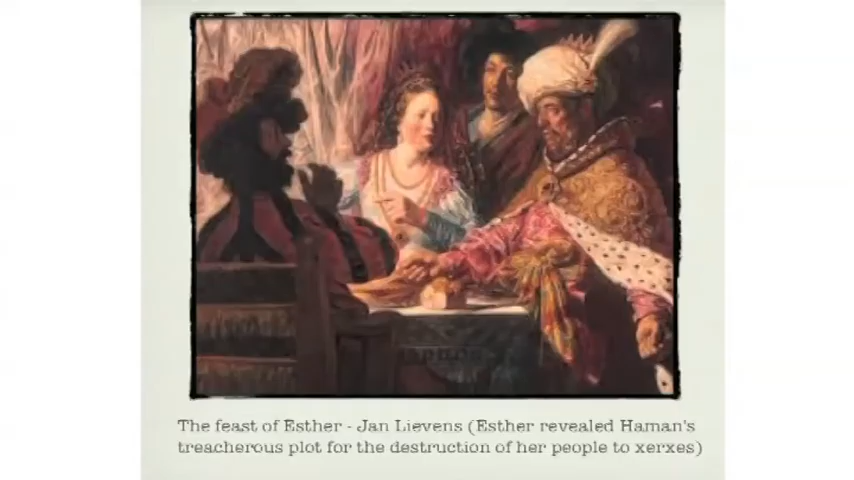 The feast of Esther - Jan Lievens (Esther revealed Haman's
treacherous plot for the destruction of her people to xerxes)